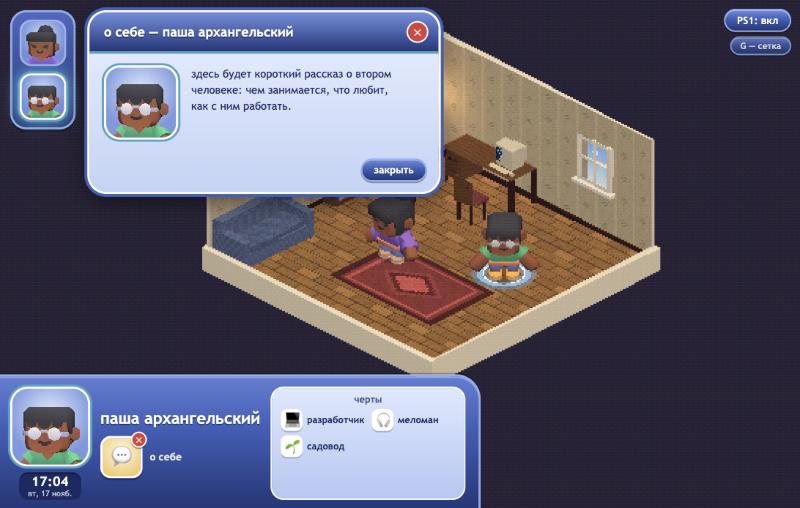 о себе — паша архангельский
здесь будет короткий рассказ о втором
человеке: чем занимается, что любит,
как с ним работать.
закрыть
PS1: вкл
G — сетка
паша архангельский
о себе
17:04
вт, 17 нояб.
черты
разработчик
меломан
садовод